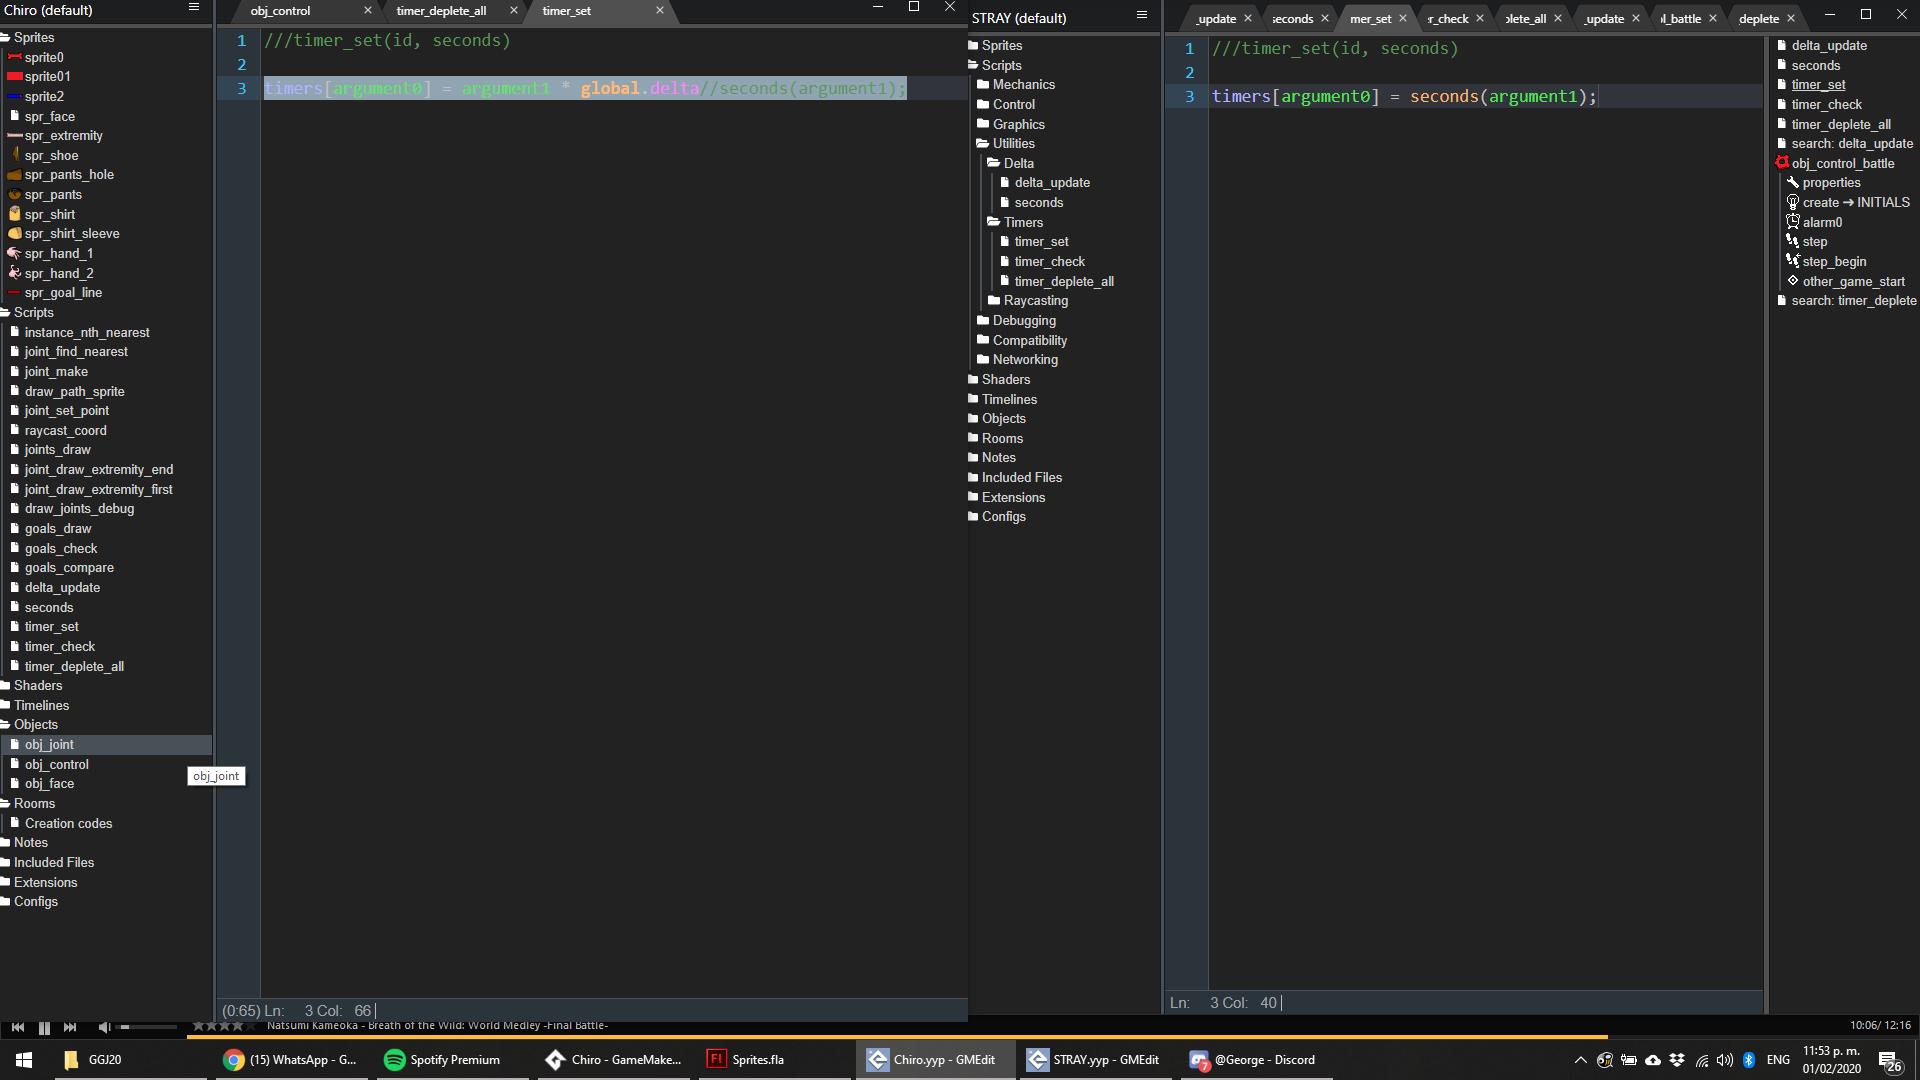 Chiro (default)
Sprites
sprite0
sprite01
sprite2
spr_face
spr_extremity
spr_shoe
spr_pants_hole
spr_pants
spr_shirt
spr_shirt_sleeve
spr_hand_1
spr_hand_2
spr_goal_line
Scripts
instance_nth_nearest
joint_find_nearest
joint_make
draw_path_sprite
joint_set_point
raycast_coord
joints_draw
joint_draw_extremity_end
joint_draw_extremity_first
draw_joints_debug
goals_draw
goals_check
goals_compare
delta_update
seconds
timer_set
timer_check
timer_deplete_all
Shaders
Timelines
Objects
obj_joint
obj_control
obj_face
Rooms
Creation codes
Notes
Included Files
Extensions
Configs
obj_joint
obj_control
timer_deplete_all
timer_set
1 ///timer_set(id, seconds)
2
3 timers[argument0] = argument1 * global.delta//seconds(argument1);
(0:65) Ln: 3 Col: 66
STRAY (default)
Sprites
Scripts
Mechanics
Control
Graphics
Utilities
Delta
delta_update
seconds
Timers
timer_set
timer_check
timer_deplete_all
Raycasting
Debugging
Compatibility
Networking
Shaders
Timelines
Objects
Rooms
Notes
Included Files
Extensions
Configs
_update
seconds
mer_set
r_check
lete_all
_update
l_battle
deplete
1 ///timer_set(id, seconds)
2
3 timers[argument0] = seconds(argument1);
Ln: 3 Col: 40
delta_update
seconds
timer_set
timer_check
timer_deplete_all
search: delta_update
obj_control_battle
properties
create → INITIALS
alarm0
step
step_begin
other_game_start
search: timer_deplete
Natsumi Kameoka - Breath of the Wild: World Medley -Final Battle-
10:06/ 12:16
GGJ20
(15) WhatsApp - G...
Spotify Premium
Chiro - GameMake...
Fl
Sprites.fla
Chiro.yyp - GMEdit
STRAY.yyp - GMEdit
7
@George - Discord
ENG
11:53 p. m.
01/02/2020
26